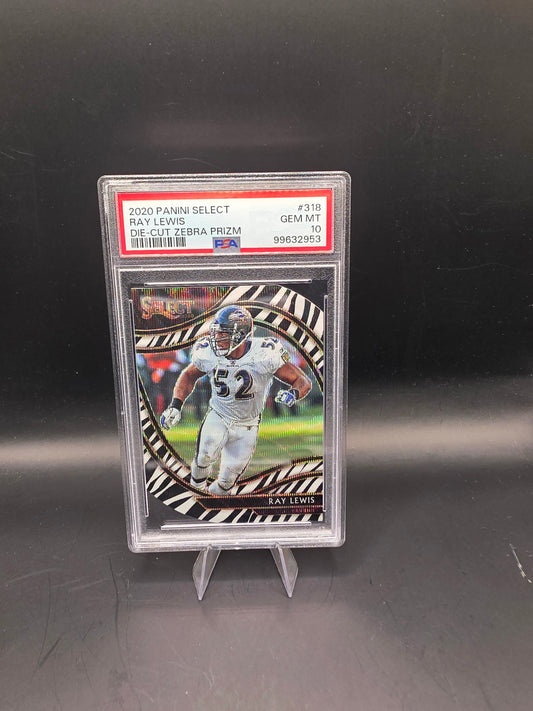 2020 PANINI SELECT #318
RAY LEWIS GEM MT
DIE-CUT ZEBRA PRIZM 10
PSA 99632953
SELECT
52
RAY LEWIS